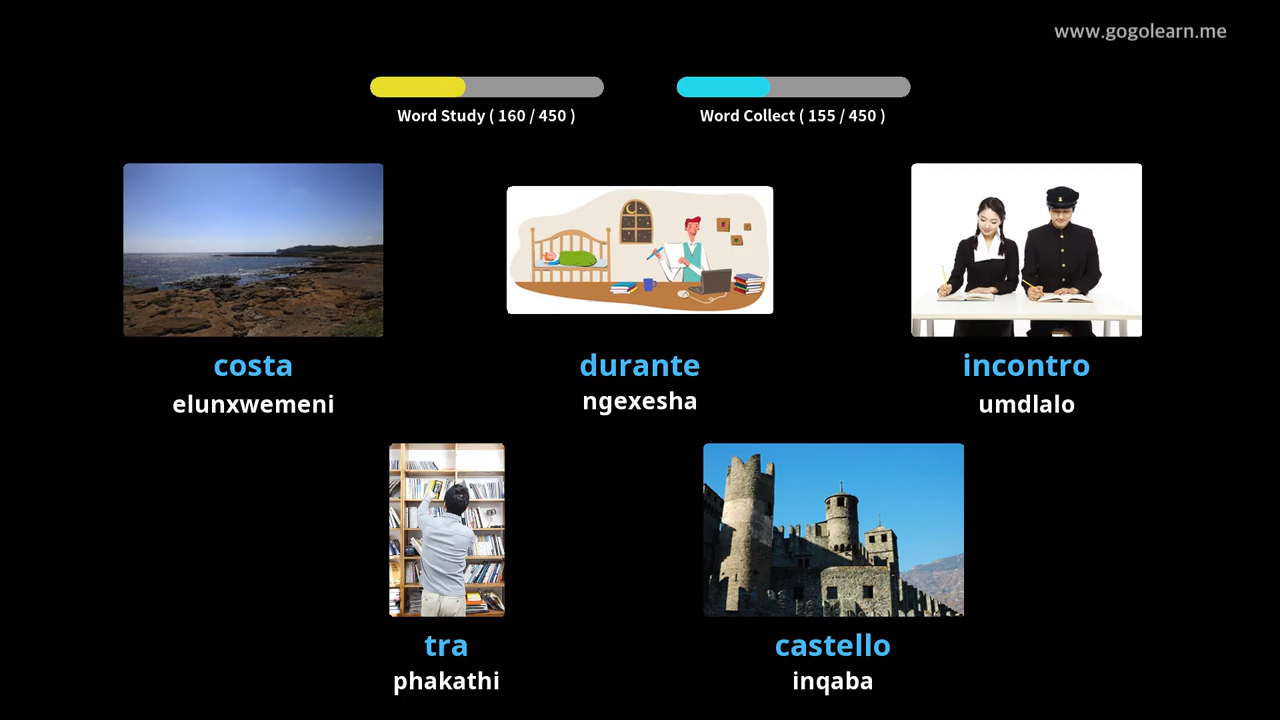 www.gogolearn.me
Word Study ( 160 / 450 )
Word Collect ( 155 / 450 )
costa
elunxwemeni
durante
ngexesha
incontro
umdlalo
tra
phakathi
castello
inqaba